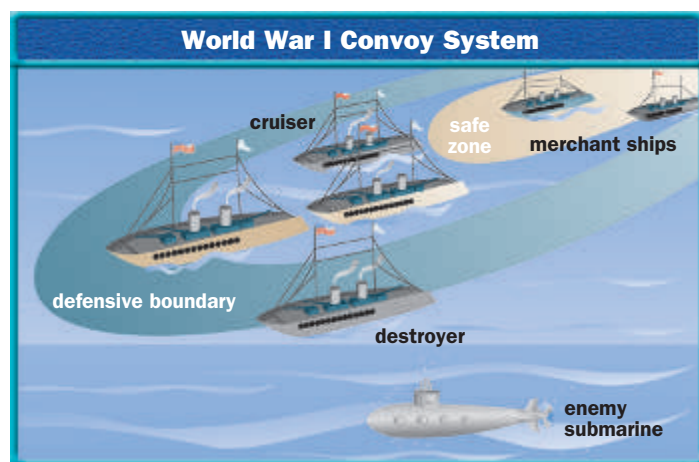 World War I Convoy System
cruiser
safe
zone
merchant ships
defensive boundary
destroyer
enemy
submarine